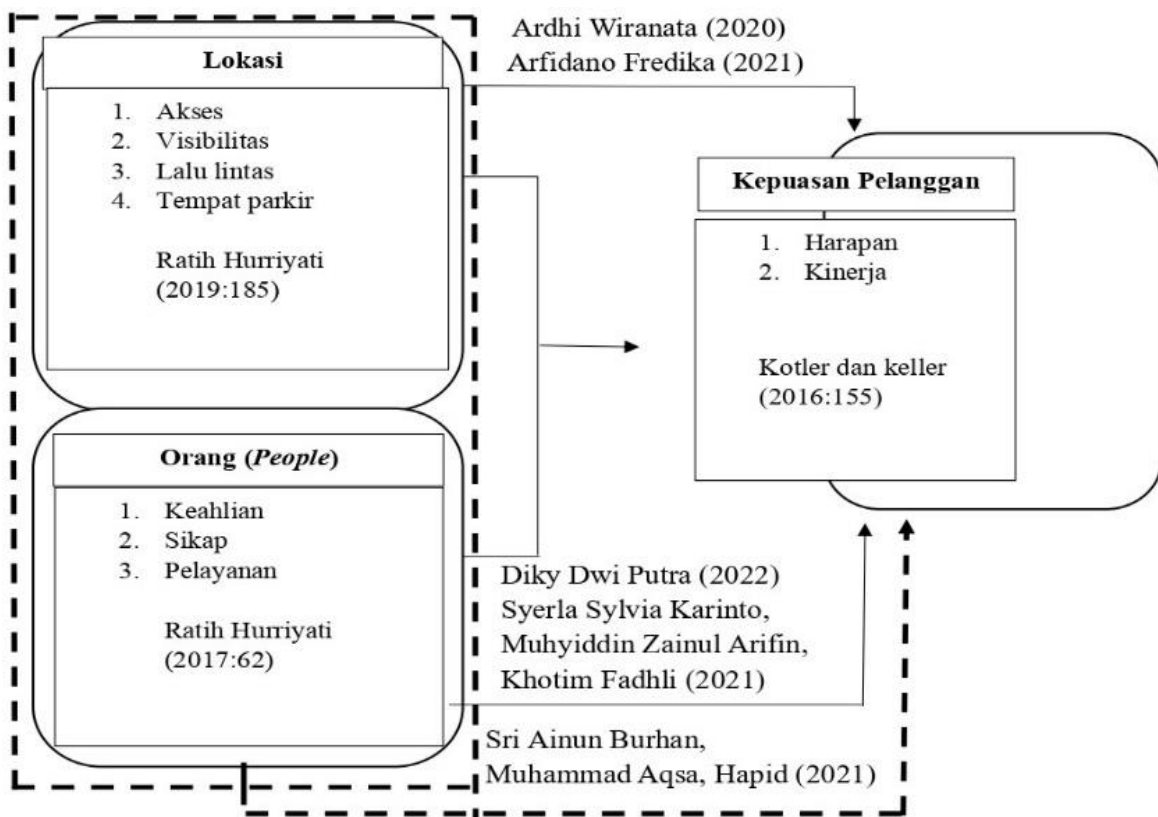 Ardhi Wiranata (2020)
Arfidano Fredika (2021)
Lokasi
1. Akses
2. Visibilitas
3. Lalu lintas
4. Tempat parkir
Ratih Hurriyati
(2019:185)
Kepuasan Pelanggan
1. Harapan
2. Kinerja
Kotler dan keller
(2016:155)
Orang (People)
1. Keahlian
2. Sikap
3. Pelayanan
Ratih Hurriyati
(2017:62)
Diky Dwi Putra (2022)
Syerla Sylvia Karinto,
Muhyiddin Zainul Arifin,
Khotim Fadhli (2021)
Sri Ainun Burhan,
Muhammad Aqsa, Hapid (2021)